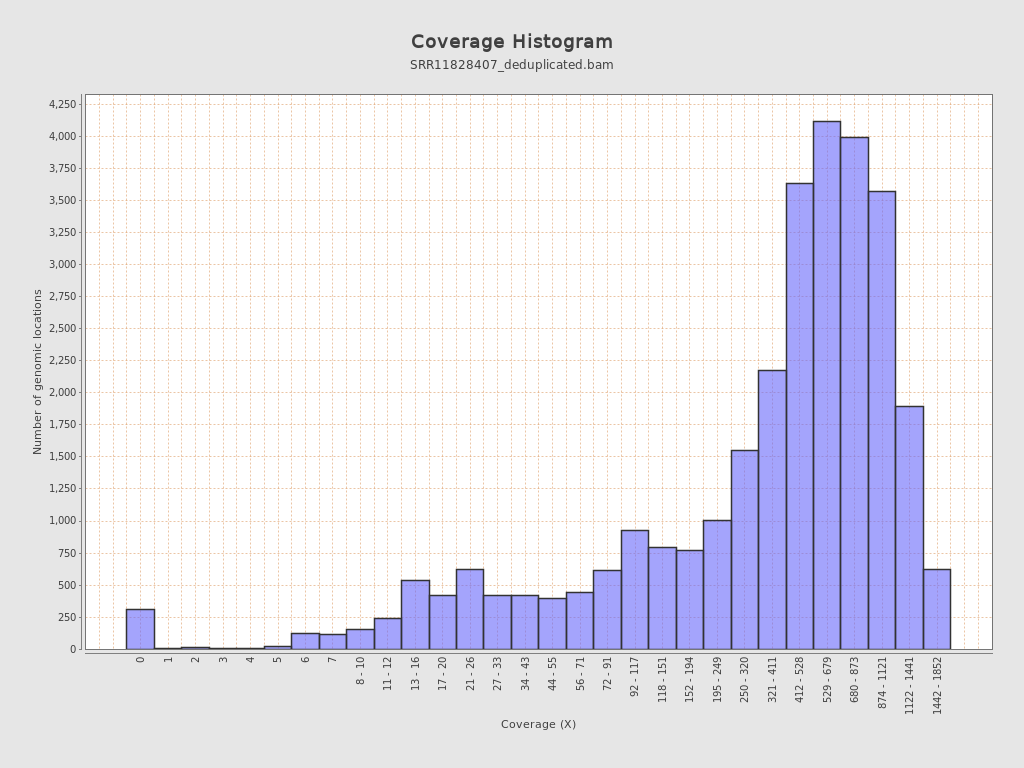 Coverage Histogram
SRR11828407_deduplicated.bam
Number of genomic locations
4,250
4,000
3,750
3,500
3,250
3,000
2,750
2,500
2,250
2,000
1,750
1,500
1,250
1,000
750
500
250
0
0
1
2
3
4
5
6
7
8 - 10
11 - 12
13 - 16
17 - 20
21 - 26
27 - 33
34 - 43
44 - 55
56 - 71
72 - 91
92 - 117
118 - 151
152 - 194
195 - 249
250 - 320
321 - 411
412 - 528
529 - 679
680 - 873
874 - 1121
1122 - 1441
1442 - 1852
Coverage (X)